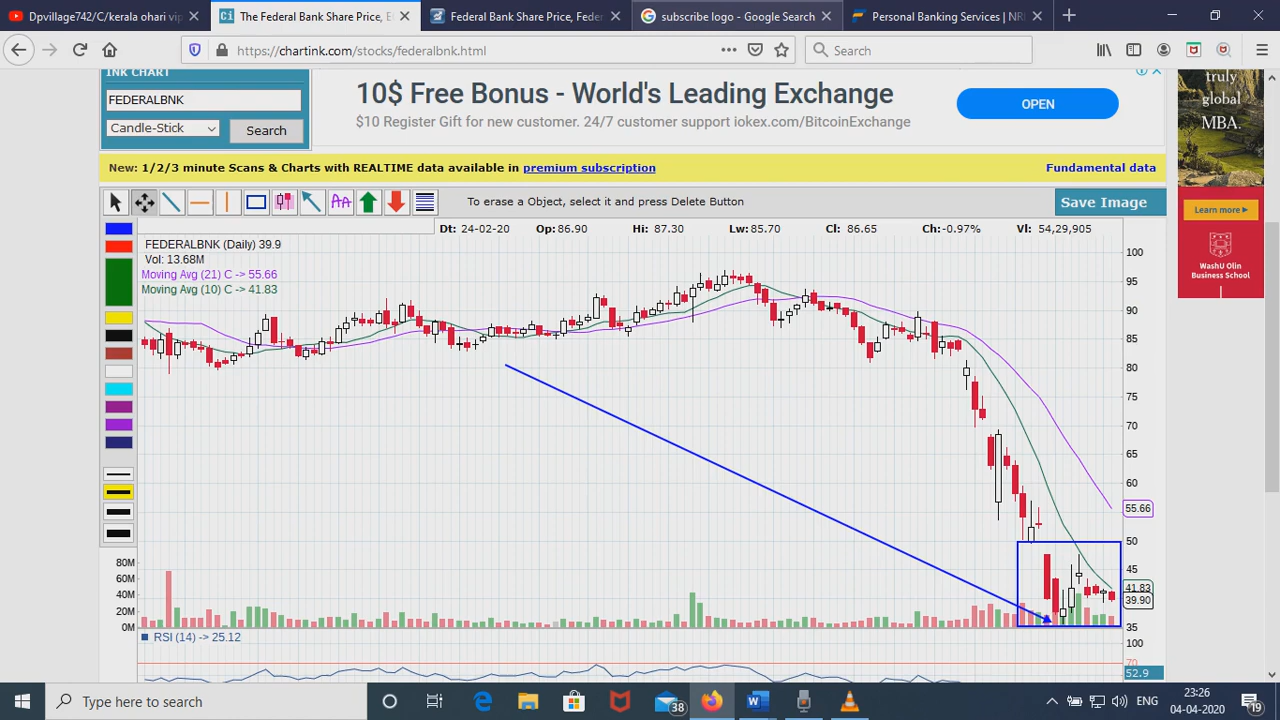 Dpvillage742/C/kerala ohari vip
The Federal Bank Share Price, E
Federal Bank Share Price, Feder
subscribe logo - Google Search
Personal Banking Services | NR
https://chartink.com/stocks/federalbnk.html
Search
INK CHART
FEDERALBNK
Candle-Stick
Search
10$ Free Bonus - World's Leading Exchange
$10 Register Gift for new customer. 24/7 customer support iokex.com/BitcoinExchange
OPEN
truly
global
MBA.
Learn more
WashU Olin
Business School
New: 1/2/3 minute Scans & Charts with REALTIME data available in premium subscription
Fundamental data
To erase a Object, select it and press Delete Button
Save Image
Dt: 24-02-20 Op: 86.90 Hi: 87.30 Lw: 85.70 Cl: 86.65 Ch:-0.97% Vl: 54,29,905
FEDERALBNK (Daily) 39.9
Vol: 13.68M
Moving Avg (21) C -> 55.66
Moving Avg (10) C -> 41.83
100
95
90
85
80
75
70
65
60
55.66
50
45
41.83
39.90
35
80M
60M
40M
20M
0M
RSI (14) -> 25.12
100
70
52.9
Type here to search
38
ENG
23:26
04-04-2020
19